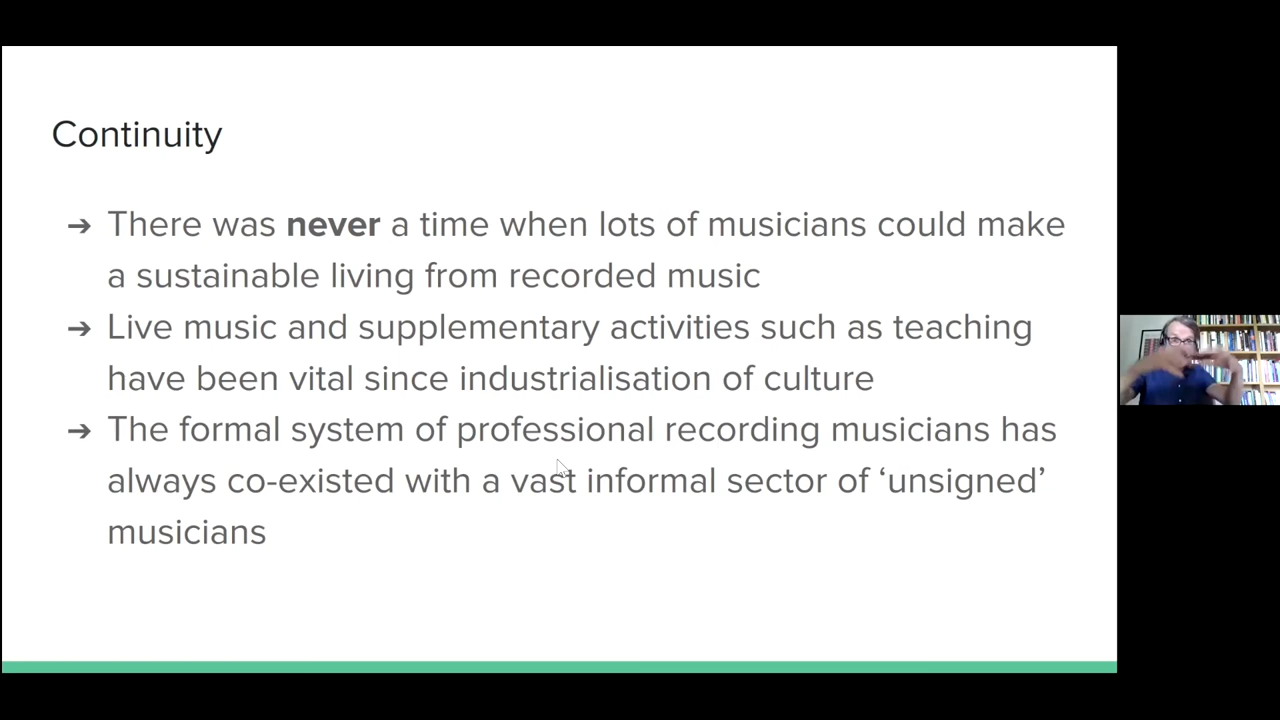 Continuity
➔ There was never a time when lots of musicians could make
a sustainable living from recorded music
➔ Live music and supplementary activities such as teaching
have been vital since industrialisation of culture
➔ The formal system of professional recording musicians has
always co-existed with a vast informal sector of ‘unsigned’
musicians